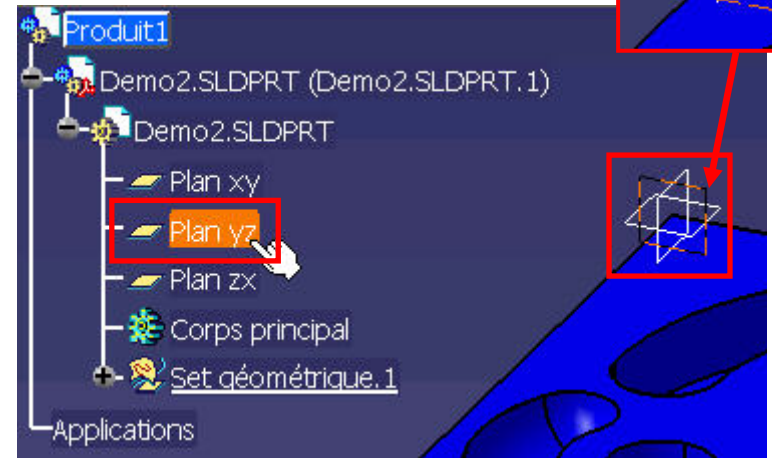 Produit1
Demo2.SLDPRT (Demo2.SLDPRT.1)
Demo2.SLDPRT
Plan xy
Plan yz
Plan zx
Corps principal
Set géométrique.1
Applications